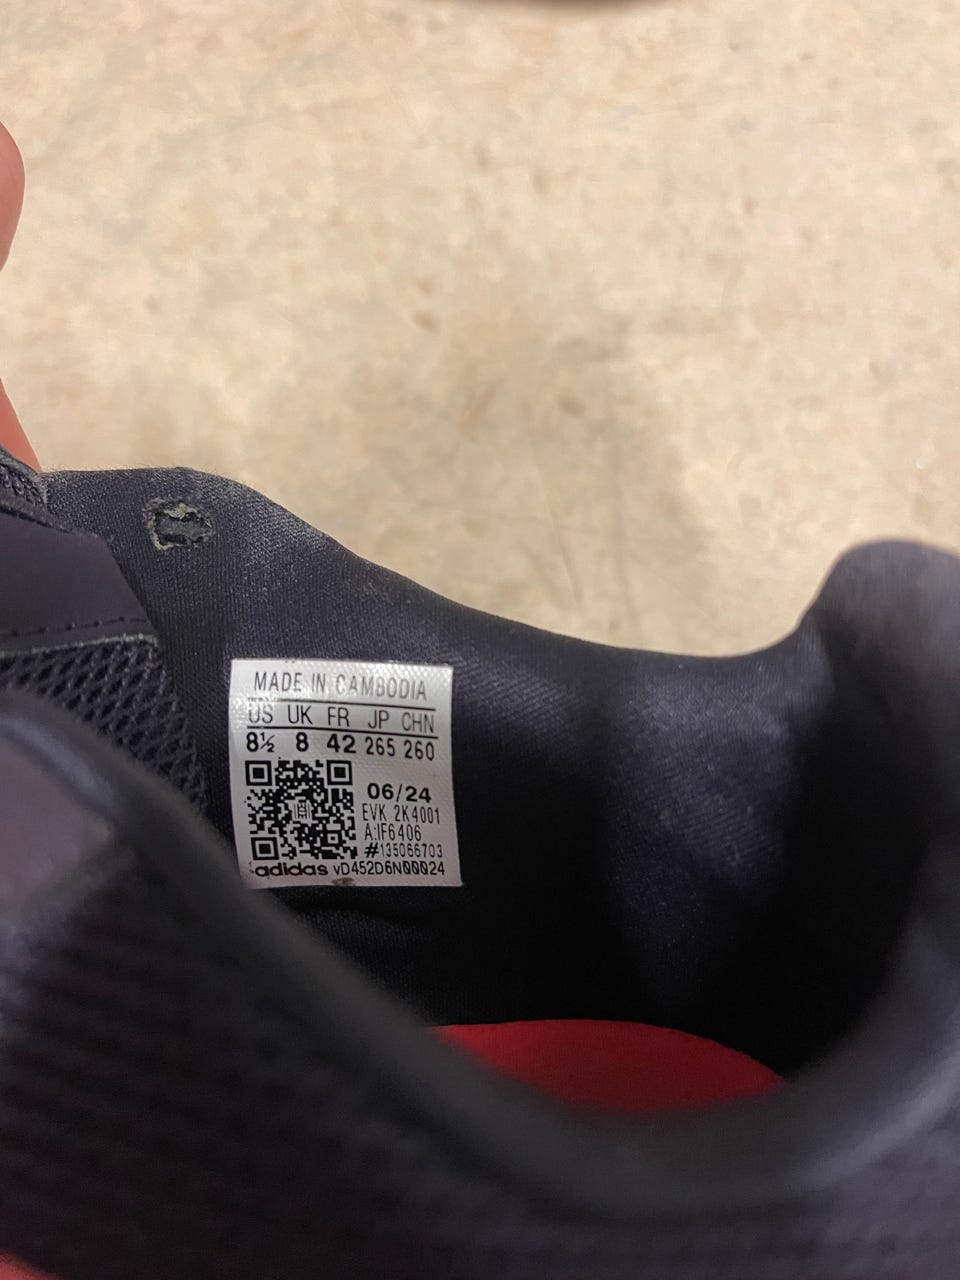 MADE IN CAMBODIA
US UK FR JP CHN
8½ 8 42 265 260
06/24
EVK 2K4001
A:IF6406
#135066703
adidas vD452D6N00024